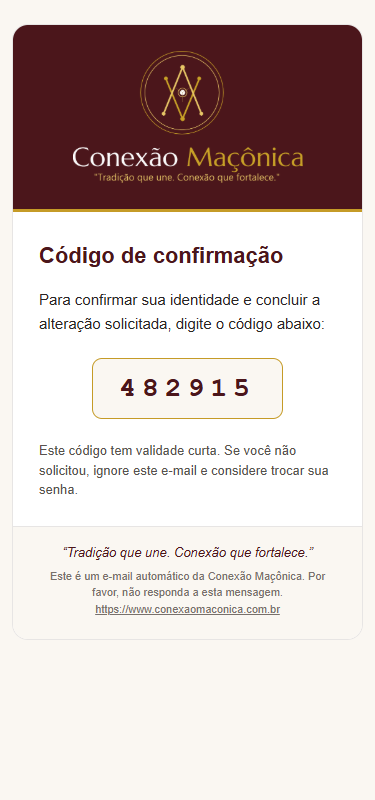 Conexão Maçônica
"Tradição que une. Conexão que fortalece."
Código de confirmação
Para confirmar sua identidade e concluir a
alteração solicitada, digite o código abaixo:
482915
Este código tem validade curta. Se você não
solicitou, ignore este e-mail e considere trocar sua
senha.
“Tradição que une. Conexão que fortalece.”
Este é um e-mail automático da Conexão Maçônica. Por
favor, não responda a esta mensagem.
https://www.conexaomaconica.com.br